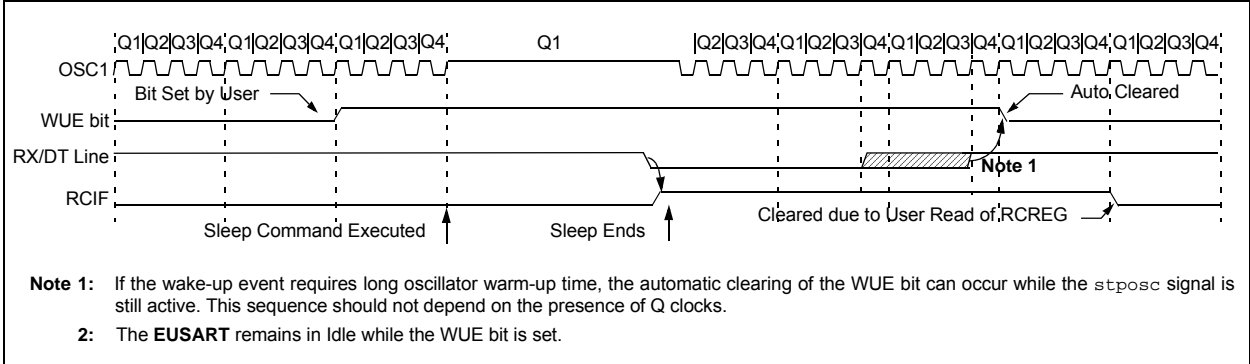 Q1 Q2 Q3 Q4 Q1 Q2 Q3 Q4 Q1 Q2 Q3 Q4 Q1 Q2 Q3 Q4 Q1 Q2 Q3 Q4 Q1 Q2 Q3 Q4 Q1 Q2 Q3 Q4 Q1 Q2 Q3 Q4
OSC1
Bit Set by User
Auto Cleared
WUE bit
RX/DT Line
Note 1
RCIF
Cleared due to User Read of RCREG
Sleep Command Executed
Sleep Ends
Note 1: If the wake-up event requires long oscillator warm-up time, the automatic clearing of the WUE bit can occur while the stposc signal is
still active. This sequence should not depend on the presence of Q clocks.
2: The EUSART remains in Idle while the WUE bit is set.